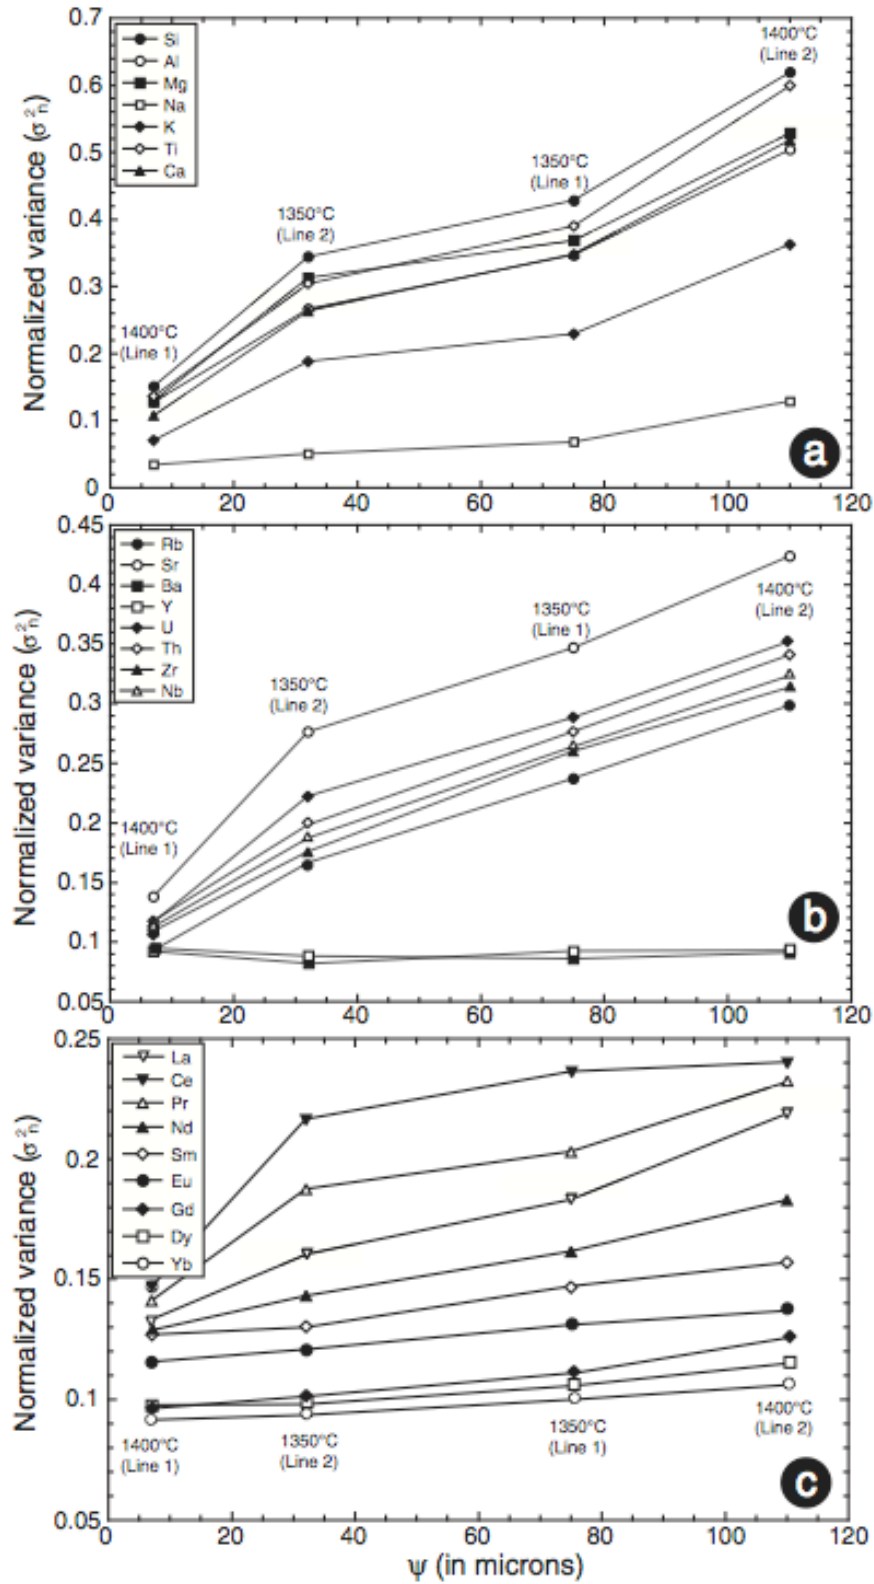 0.7
0.6
0.5
0.4
0.3
0.2
0.1
0
Normalized variance (σ²n)
Si
Al
Mg
Na
K
Ti
Ca
1400°C
(Line 1)
1350°C
(Line 2)
1350°C
(Line 1)
1400°C
(Line 2)
a
0 20 40 60 80 100 120
0.45
0.4
0.35
0.3
0.25
0.2
0.15
0.1
0.05
Normalized variance (σ²n)
Rb
Sr
Ba
Y
U
Th
Zr
Nb
1400°C
(Line 1)
1350°C
(Line 2)
1350°C
(Line 1)
1400°C
(Line 2)
b
0 20 40 60 80 100 120
0.25
0.2
0.15
0.1
0.05
Normalized variance (σ²n)
La
Ce
Pr
Nd
Sm
Eu
Gd
Dy
Yb
1400°C
(Line 1)
1350°C
(Line 2)
1350°C
(Line 1)
1400°C
(Line 2)
c
0 20 40 60 80 100 120
ψ (in microns)